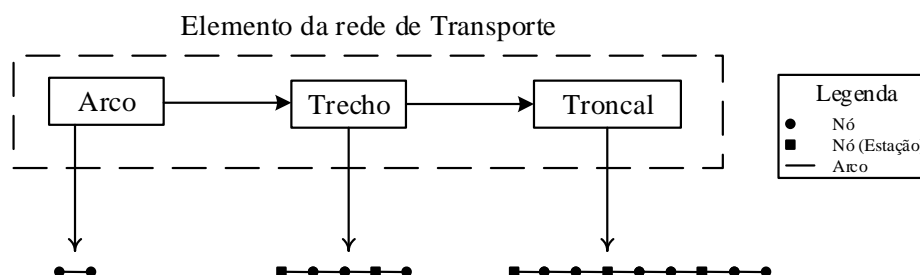 Elemento da rede de Transporte
Arco
Trecho
Troncal
Legenda
Nó
Nó (Estação)
Arco